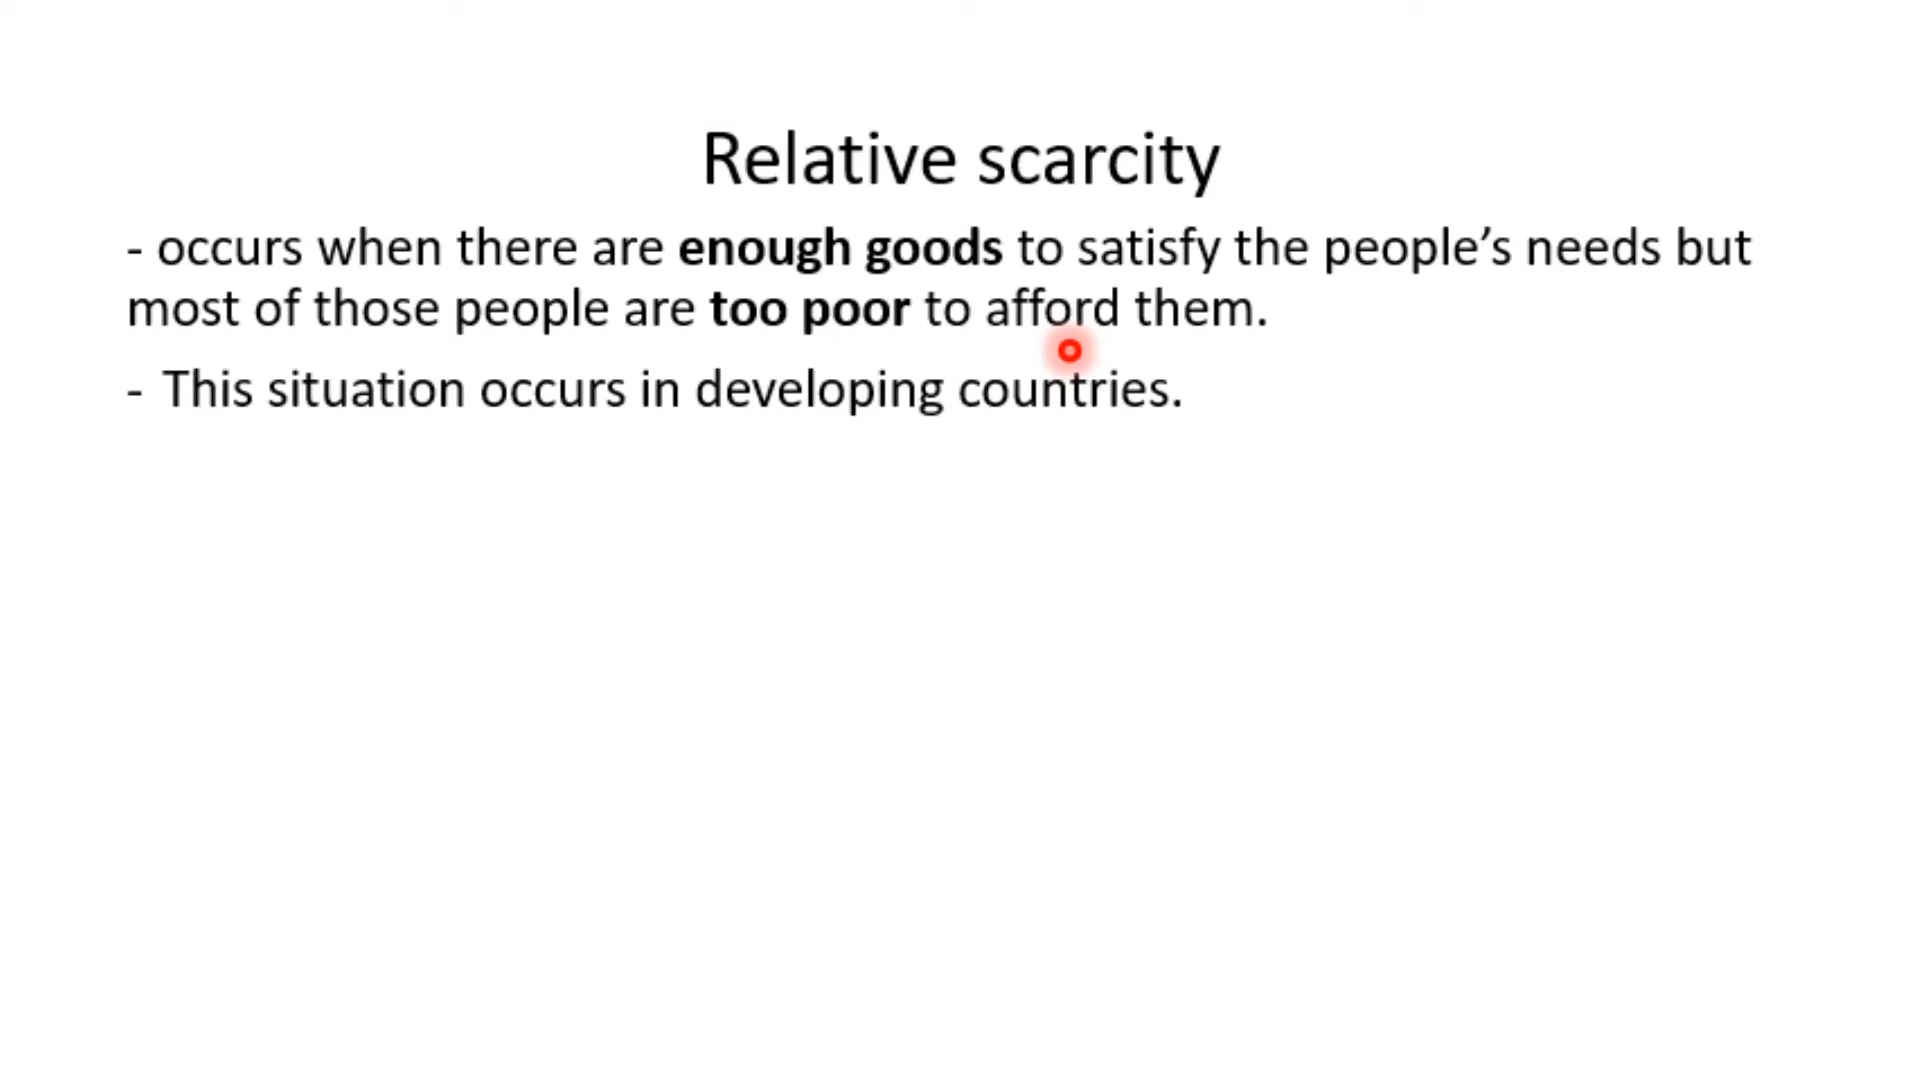 Relative scarcity
- occurs when there are enough goods to satisfy the people’s needs but
most of those people are too poor to afford them.
- This situation occurs in developing countries.